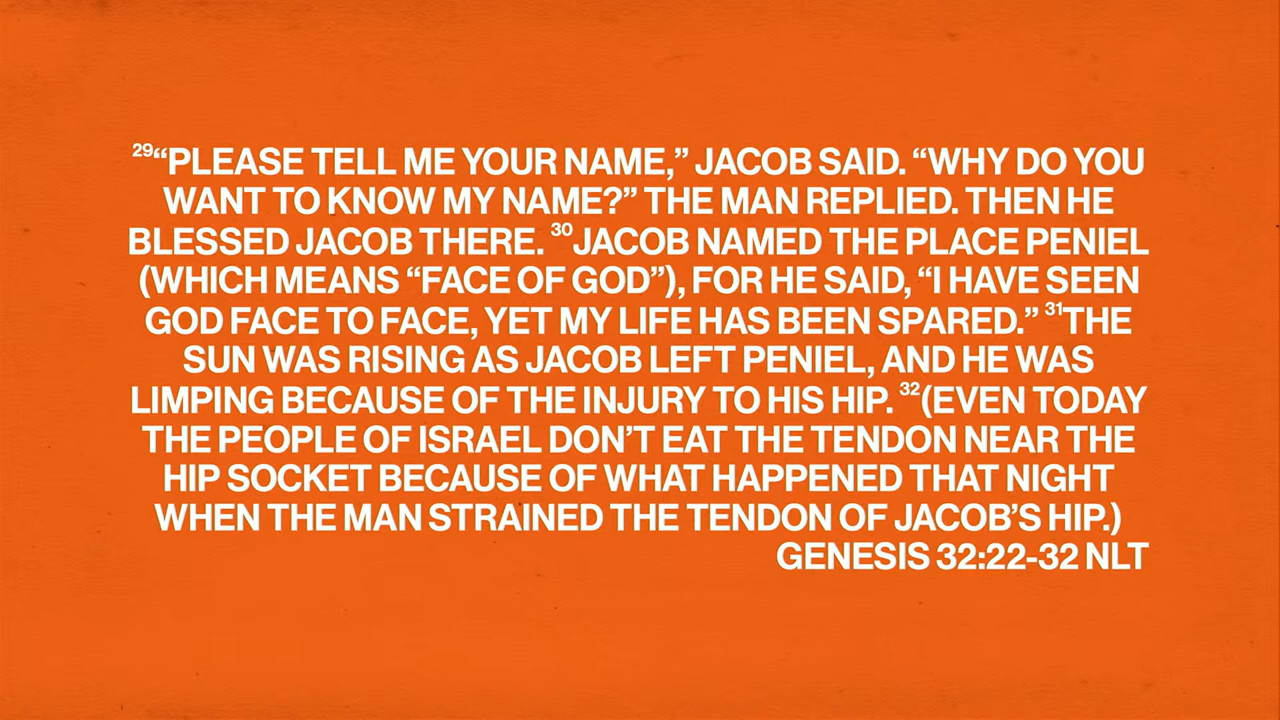 ²⁹“PLEASE TELL ME YOUR NAME,” JACOB SAID. “WHY DO YOU
WANT TO KNOW MY NAME?” THE MAN REPLIED. THEN HE
BLESSED JACOB THERE. ³⁰JACOB NAMED THE PLACE PENIEL
(WHICH MEANS “FACE OF GOD”), FOR HE SAID, “I HAVE SEEN
GOD FACE TO FACE, YET MY LIFE HAS BEEN SPARED.” ³¹THE
SUN WAS RISING AS JACOB LEFT PENIEL, AND HE WAS
LIMPING BECAUSE OF THE INJURY TO HIS HIP. ³²(EVEN TODAY
THE PEOPLE OF ISRAEL DON’T EAT THE TENDON NEAR THE
HIP SOCKET BECAUSE OF WHAT HAPPENED THAT NIGHT
WHEN THE MAN STRAINED THE TENDON OF JACOB’S HIP.)
GENESIS 32:22-32 NLT